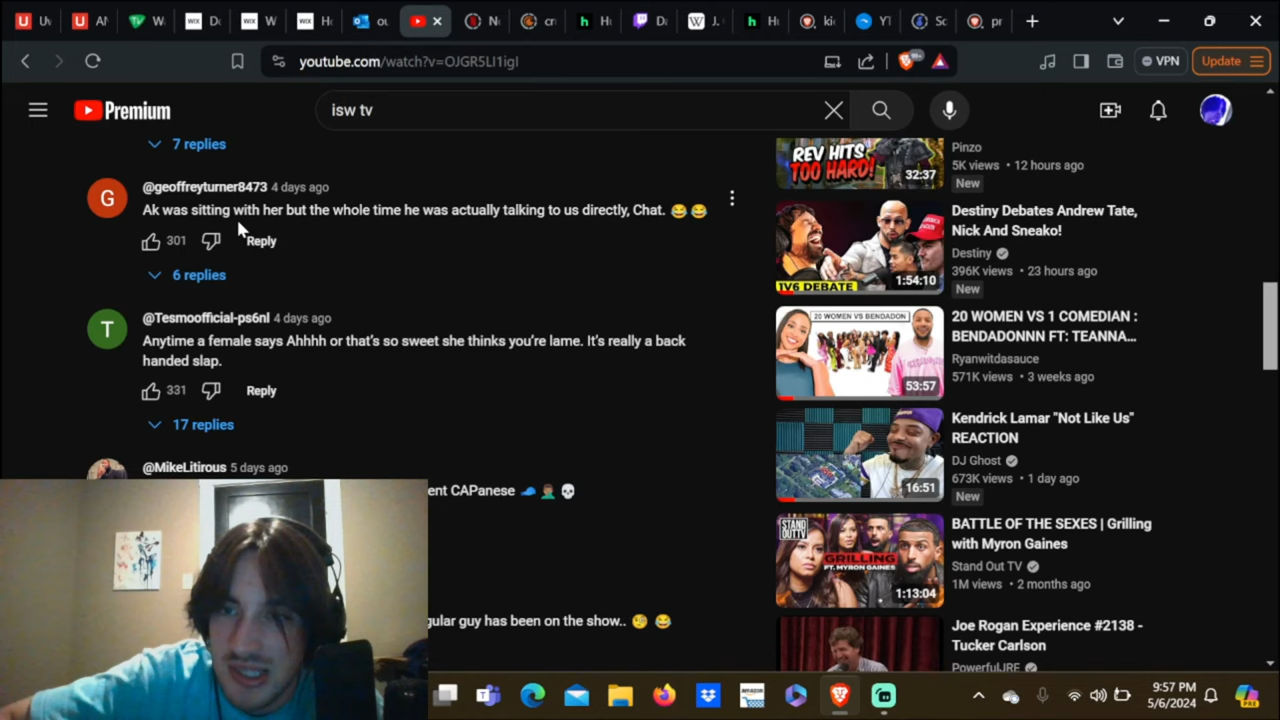 youtube.com/watch?v=OJGR5LI1igI
VPN
Update
Premium
isw tv
7 replies
@geoffreyturner8473 4 days ago
Ak was sitting with her but the whole time he was actually talking to us directly, Chat. 😂😂
301
Reply
6 replies
@Tesmoofficial-ps6nl 4 days ago
Anytime a female says Ahhhh or that's so sweet she thinks you're lame. It's really a back
handed slap.
331
Reply
17 replies
@MikeLitirous 5 days ago
ent CAPanese 🧢🤦🏽‍♂️💀
gular guy has been on the show.. 🧐 😂
REV HITS
TOO HARD!
32:37
Pinzo
5K views • 12 hours ago
New
1V6 DEBATE
1:54:10
Destiny Debates Andrew Tate,
Nick And Sneako!
Destiny
396K views • 23 hours ago
New
20 WOMEN VS BENDADON
53:57
20 WOMEN VS 1 COMEDIAN :
BENDADONNN FT: TEANNA...
Ryanwitdasauce
571K views • 3 weeks ago
16:51
Kendrick Lamar "Not Like Us"
REACTION
DJ Ghost
673K views • 1 day ago
New
STAND
OUT TV
GRILLING
FT. MYRON GAINES
1:13:04
BATTLE OF THE SEXES | Grilling
with Myron Gaines
Stand Out TV
1M views • 2 months ago
Joe Rogan Experience #2138 -
Tucker Carlson
PowerfulJRE
9:57 PM
5/6/2024